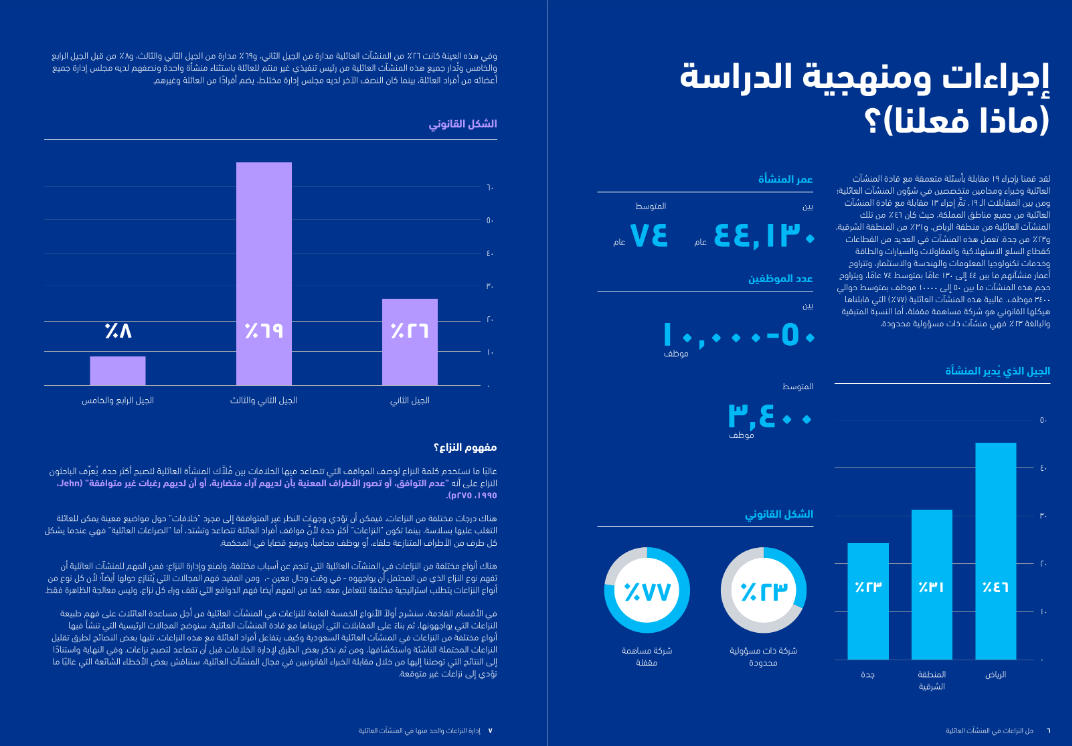 إجراءات ومنهجية الدراسة
(ماذا فعلنا)؟
لقد قمنا بإجراء ١٩ مقابلة بأسئلة متعمقة مع قادة المنشآت
العائلية وخبراء ومحامين متخصصين في شؤون المنشآت العائلية؛
ومن بين المقابلات الـ ١٩ ، تمَّ إجراء ١٣ مقابلة مع قادة المنشآت
العائلية من جميع مناطق المملكة، حيث كان ٤٦٪ من تلك
المنشآت العائلية من منطقة الرياض، و٣١٪ من المنطقة الشرقية،
و٢٣٪ من جدة. تعمل هذه المنشآت في العديد من القطاعات
كقطاع السلع الاستهلاكية والمقاولات والسيارات والطاقة
وخدمات تكنولوجيا المعلومات والهندسة والاستثمار، وتتراوح
أعمار منشآتهم ما بين ٤٤ إلى ١٣٠ عامًا بمتوسط ٧٤ عامًا، ويتراوح
حجم هذه المنشآت ما بين ٥٠ إلى ١٠٠٠٠ موظف بمتوسط حوالي
٣٤٠٠ موظف. غالبية هذه المنشآت العائلية (٧٧٪) التي قابلناها
هيكلها القانوني هو شركة مساهمة مقفلة، أما النسبة المتبقية
والبالغة ٢٣٪ فهي منشآت ذات مسؤولية محدودة.
الجيل الذي يُدير المنشأة
٥٠
٤٠
٣٠
٢٠
١٠
٠
٤٦٪
٣١٪
٢٣٪
الرياض
المنطقة
الشرقية
جدة
عمر المنشأة
بين
٤٤,١٣٠
عام
المتوسط
٧٤
عام
عدد الموظفين
بين
٥٠-١٠,٠٠٠
موظف
المتوسط
٣,٤٠٠
موظف
الشكل القانوني
٢٣٪
شركة ذات مسؤولية
محدودة
٧٧٪
شركة مساهمة
مقفلة
٦ حل النزاعات في المنشآت العائلية
وفي هذه العينة كانت ٢٦٪ من المنشآت العائلية مدارة من الجيل الثاني، و٦٩٪ مدارة من الجيل الثاني والثالث، و٨٪ من قبل الجيل الرابع
والخامس وتُدار جميع هذه المنشآت العائلية من رئيس تنفيذي غير منتم للعائلة باستثناء منشأة واحدة ونصفهم لديه مجلس إدارة جميع
أعضائه من أفراد العائلة، بينما كان النصف الآخر لديه مجلس إدارة مختلط، يضم أفرادًا من العائلة وغيرهم.
الشكل القانوني
٦٠
٥٠
٤٠
٣٠
٢٠
١٠
٠
٢٦٪
٦٩٪
٨٪
الجيل الثاني
الجيل الثاني والثالث
الجيل الرابع والخامس
مفهوم النزاع؟
غالبًا ما نستخدم كلمة النزاع لوصف المواقف التي تتصاعد فيها الخلافات بين مُلاَّك المنشأة العائلية لتصبح أكثر حدة. يُعرِّف الباحثون
النزاع على أنه "عدم التوافق، أو تصور الأطراف المعنية بأن لديهم آراء متضاربة، أو أن لديهم رغبات غير متوافقة" (Jehn،
١٩٩٥، p٢٧٥).
هناك درجات مختلفة من النزاعات، فيمكن أن تؤدي وجهات النظر غير المتوافقة إلى مجرد "خلافات" حول مواضيع معينة يمكن للعائلة
التغلب عليها بسلاسة. بينما تكون "النزاعات" أكثر حدة لأنَّ مواقف أفراد العائلة تتصاعد وتشتد، أما "الصراعات العائلية" فهي عندما يشكل
كل طرف من الأطراف المتنازعة حلفاء، أو يوظف محامياً، ويرفع قضايا في المحكمة.
هناك أنواع مختلفة من النزاعات في المنشآت العائلية التي تنجم عن أسباب مختلفة، ولمنع وإدارة النزاع؛ فمن المهم للمنشآت العائلية أن
تفهم نوع النزاع الذي من المحتمل أن يواجهوه - في وقت وحال معين -، ومن المفيد فهم المجالات التي يُتنازع حولها أيضاً؛ لأن كل نوع من
أنواع النزاعات يتطلب استراتيجية مختلفة للتعامل معه، كما من المهم أيضا فهم الدوافع التي تقف وراء كل نزاع، وليس معالجة الظاهرة فقط.
في الأقسام القادمة، سنشرح أولاً الأنواع الخمسة العامة للنزاعات في المنشآت العائلية من أجل مساعدة العائلات على فهم طبيعة
النزاعات التي يواجهونها، ثم بناءً على المقابلات التي أجريناها مع قادة المنشآت العائلية، سنوضح المجالات الرئيسية التي تنشأ فيها
أنواع مختلفة من النزاعات في المنشآت العائلية السعودية وكيف يتفاعل أفراد العائلة مع هذه النزاعات، تليها بعض النصائح لطرق تقليل
النزاعات المحتملة الناشئة واستكشافها، ومن ثم نذكر بعض الطرق لإدارة الخلافات قبل أن تتصاعد لتصبح نزاعات. وفي النهاية واستنادًا
إلى النتائج التي توصلنا إليها من خلال مقابلة الخبراء القانونيين في مجال المنشآت العائلية، سنناقش بعض الأخطاء الشائعة التي غالبًا ما
تؤدي إلى نزاعات غير متوقعة.
٧ إدارة النزاعات والحد منها في المنشآت العائلية